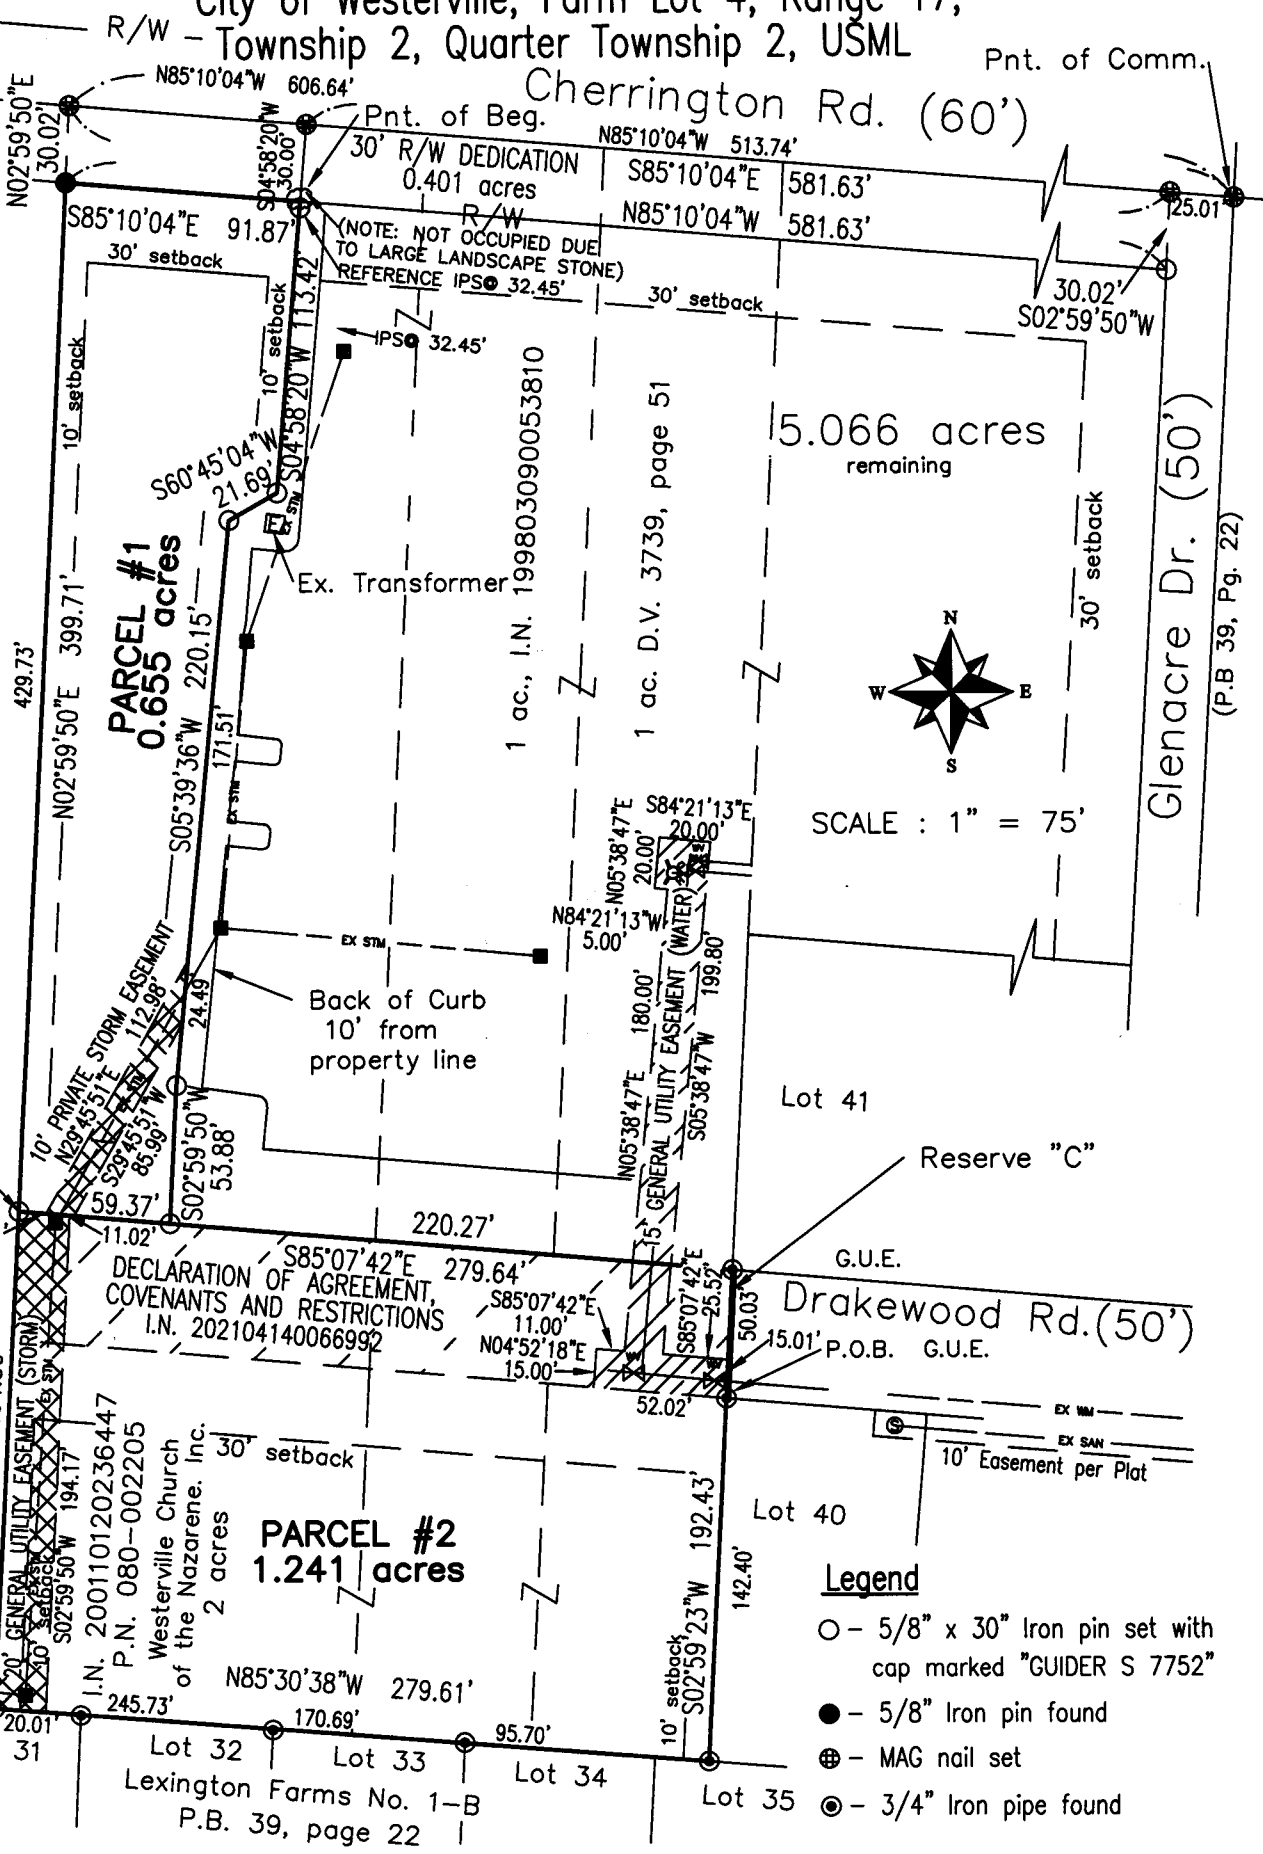 City of Westerville, Farm Lot 4, Range 17,
R/W
Township 2, Quarter Township 2, USML
Pnt. of Comm.
N85°10'04"W 606.64'
Cherrington Rd. (60')
N02°59'50"E
30.02'
S04°58'20"W
30.00'
Pnt. of Beg.
N85°10'04"W 513.74'
30' R/W DEDICATION
0.401 acres
S85°10'04"E 581.63'
R/W
N85°10'04"W 581.63'
25.01
S85°10'04"E 91.87'
(NOTE: NOT OCCUPIED DUE
TO LARGE LANDSCAPE STONE)
REFERENCE IPS@ 32.45'
30' setback
30' setback
30.02'
S02°59'50"W
IPS@ 32.45'
10' setback
10' setback
S04°58'20"W 113.42'
S60°45'04"W
21.69'
EX STM
Ex. Transformer
1 ac., I.N. 199803090053810
1 ac. D.V. 3739, page 51
5.066 acres
remaining
30' setback
Glenacre Dr. (50')
(P.B 39, Pg. 22)
429.73'
N02°59'50"E 399.71'
PARCEL #1
0.655 acres
S05°39'36"W 220.15'
171.51'
EX STM
N
W
E
S
SCALE : 1" = 75'
S84°21'13"E
20.00'
N05°38'47"E
20.00'
N84°21'13"W
5.00'
EX STM
Back of Curb
10' from
property line
24.49
10' PRIVATE STORM EASEMENT
N29°45'51"E 112.98'
EX STM
S29°45'51"W
85.99'
S02°59'50"W
53.88'
N05°38'47"E 180.00'
15' GENERAL UTILITY EASEMENT (WATER)
S05°38'47"W 199.80'
Lot 41
Reserve "C"
59.37'
11.02'
220.27'
S85°07'42"E 279.64'
DECLARATION OF AGREEMENT,
COVENANTS AND RESTRICTIONS
I.N. 202104140066992
S85°07'42"E
11.00'
N04°52'18"E
15.00'
S85°07'42"E
25.52'
W
W
50.03'
G.U.E.
Drakewood Rd.(50')
15.01'
P.O.B. G.U.E.
52.02'
EX WM
S
EX SAN
10' Easement per Plat
20' GENERAL UTILITY EASEMENT (STORM)
EX STM
10' setback
S02°59'50"W 194.17'
I.N. 200110120236447
P.N. 080-002205
Westerville Church
of the Nazarene. Inc.
2 acres
30' setback
PARCEL #2
1.241 acres
10' setback
S02°59'23"W 192.43'
142.40'
Lot 40
N85°30'38"W 279.61'
20.01'
245.73'
170.69'
95.70'
31
Lot 32
Lot 33
Lot 34
Lot 35
Lexington Farms No. 1-B
P.B. 39, page 22
Legend
- 5/8" x 30" Iron pin set with
cap marked "GUIDER S 7752"
- 5/8" Iron pin found
- MAG nail set
- 3/4" Iron pipe found